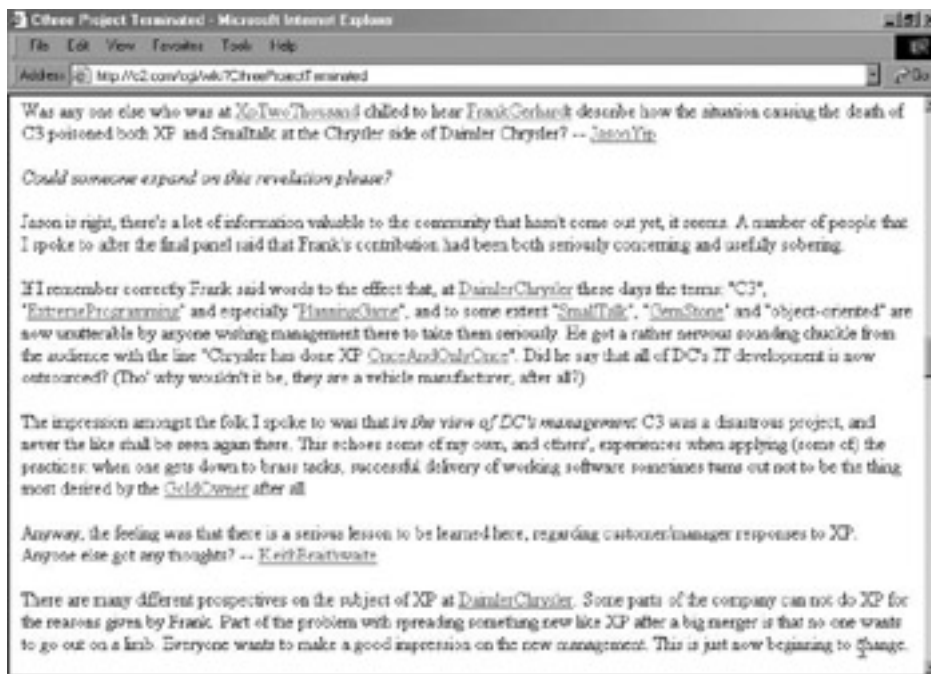 Cthree Project Terminated - Microsoft Internet Explorer
File Edit View Favorites Tools Help
Address http://c2.com/cgi/wiki?CthreeProjectTerminated Go
Was any one else who was at XpTwoThousand chilled to hear FrankGerhardt describe how the situation causing the death of
C3 poisoned both XP and Smalltalk at the Chrysler side of Daimler Chrysler? -- JasonYip
Could someone expand on this revelation please?
Jason is right, there's a lot of information valuable to the community that hasn't come out yet, it seems. A number of people that
I spoke to after the final panel said that Frank's contribution had been both seriously concerning and usefully sobering.
If I remember correctly Frank said words to the effect that, at DaimlerChrysler these days the terms: "C3",
"ExtremeProgramming" and especially "PlanningGame", and to some extent "SmallTalk", "GemStone" and "object-oriented" are
now unutterable by anyone wishing management there to take them seriously. He got a rather nervous sounding chuckle from
the audience with the line "Chrysler has done XP OnceAndOnlyOnce". Did he say that all of DC's IT development is now
outsourced? (Tho' why wouldn't it be, they are a vehicle manufacturer, after all?)
The impression amongst the folk I spoke to was that in the view of DC's management C3 was a disastrous project, and
never the like shall be seen again there. This echoes some of my own, and others', experiences when applying (some of) the
practices: when one gets down to brass tacks, successful delivery of working software sometimes turns out not to be the thing
most desired by the GoldOwner after all.
Anyway, the feeling was that there is a serious lesson to be learned here, regarding customer/manager responses to XP.
Anyone else got any thoughts? -- KeithBraithwaite
There are many different prospectives on the subject of XP at DaimlerChrysler. Some parts of the company can not do XP for
the reasons given by Frank. Part of the problem with spreading something new like XP after a big merger is that no one wants
to go out on a limb. Everyone wants to make a good impression on the new management. This is just now beginning to change.